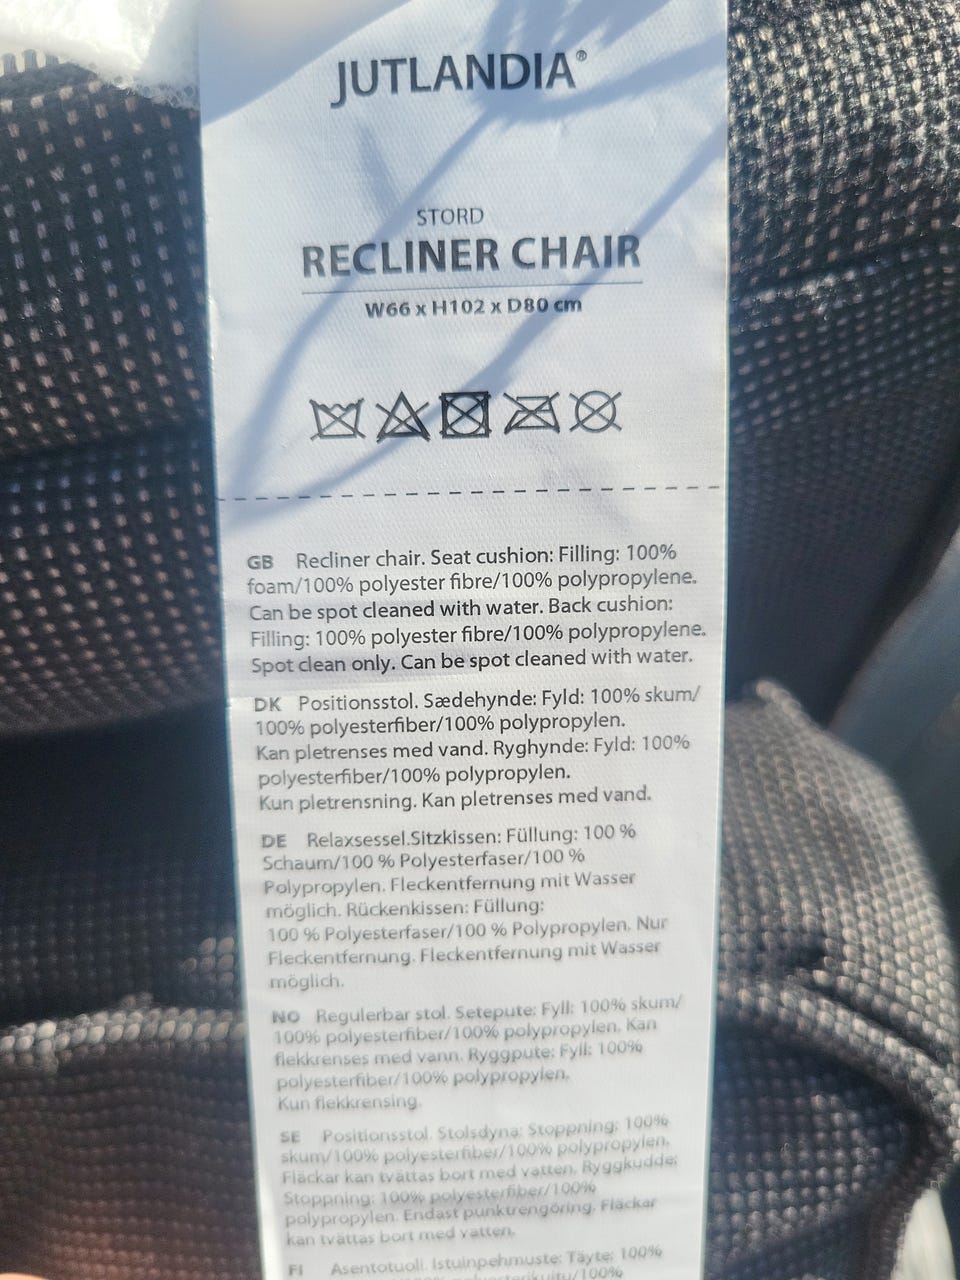 JUTLANDIA®
STORD
RECLINER CHAIR
W66 x H102 x D80 cm
GB Recliner chair. Seat cushion: Filling: 100%
foam/100% polyester fibre/100% polypropylene.
Can be spot cleaned with water. Back cushion:
Filling: 100% polyester fibre/100% polypropylene.
Spot clean only. Can be spot cleaned with water.
DK Positionsstol. Sædehynde: Fyld: 100% skum/
100% polyesterfiber/100% polypropylen.
Kan pletrenses med vand. Ryghynde: Fyld: 100%
polyesterfiber/100% polypropylen.
Kun pletrensning. Kan pletrenses med vand.
DE Relaxsessel.Sitzkissen: Füllung: 100 %
Schaum/100 % Polyesterfaser/100 %
Polypropylen. Fleckentfernung mit Wasser
möglich. Rückenkissen: Füllung:
100 % Polyesterfaser/100 % Polypropylen. Nur
Fleckentfernung. Fleckentfernung mit Wasser
möglich.
NO Regulerbar stol. Setepute: Fyll: 100% skum/
100% polyesterfiber/100% polypropylen. Kan
flekkrenses med vann. Ryggpute: Fyll: 100%
polyesterfiber/100% polypropylen.
Kun flekkrensing.
SE Positionsstol. Stolsdyna: Stoppning: 100%
skum/100% polyesterfiber/100% polypropylen.
Fläckar kan tvättas bort med vatten. Ryggkudde:
Stoppning: 100% polyesterfiber/100%
polypropylen. Endast punktrengöring. Fläckar
kan tvättas bort med vatten.
FI Asentotuoli. Istuinpehmuste: Täyte: 100%